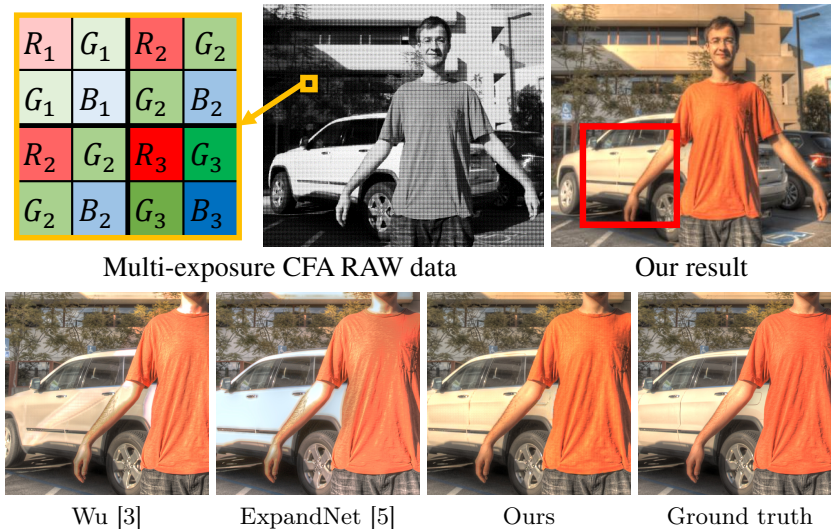 R₁ G₁ R₂ G₂
G₁ B₁ G₂ B₂
R₂ G₂ R₃ G₃
G₂ B₂ G₃ B₃
Multi-exposure CFA RAW data
Our result
Wu [3]
ExpandNet [5]
Ours
Ground truth